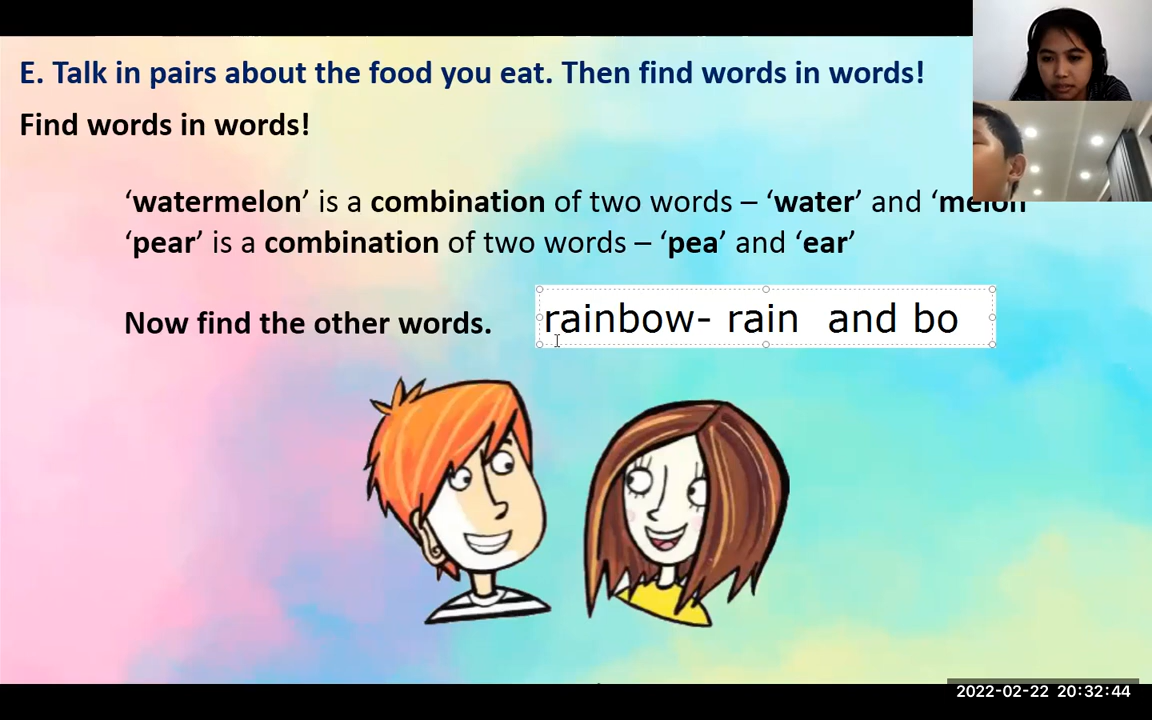 E. Talk in pairs about the food you eat. Then find words in words!
Find words in words!
‘watermelon’ is a combination of two words – ‘water’ and ‘melon
‘pear’ is a combination of two words – ‘pea’ and ‘ear’
Now find the other words.
rainbow- rain  and bo
2022-02-22 20:32:44